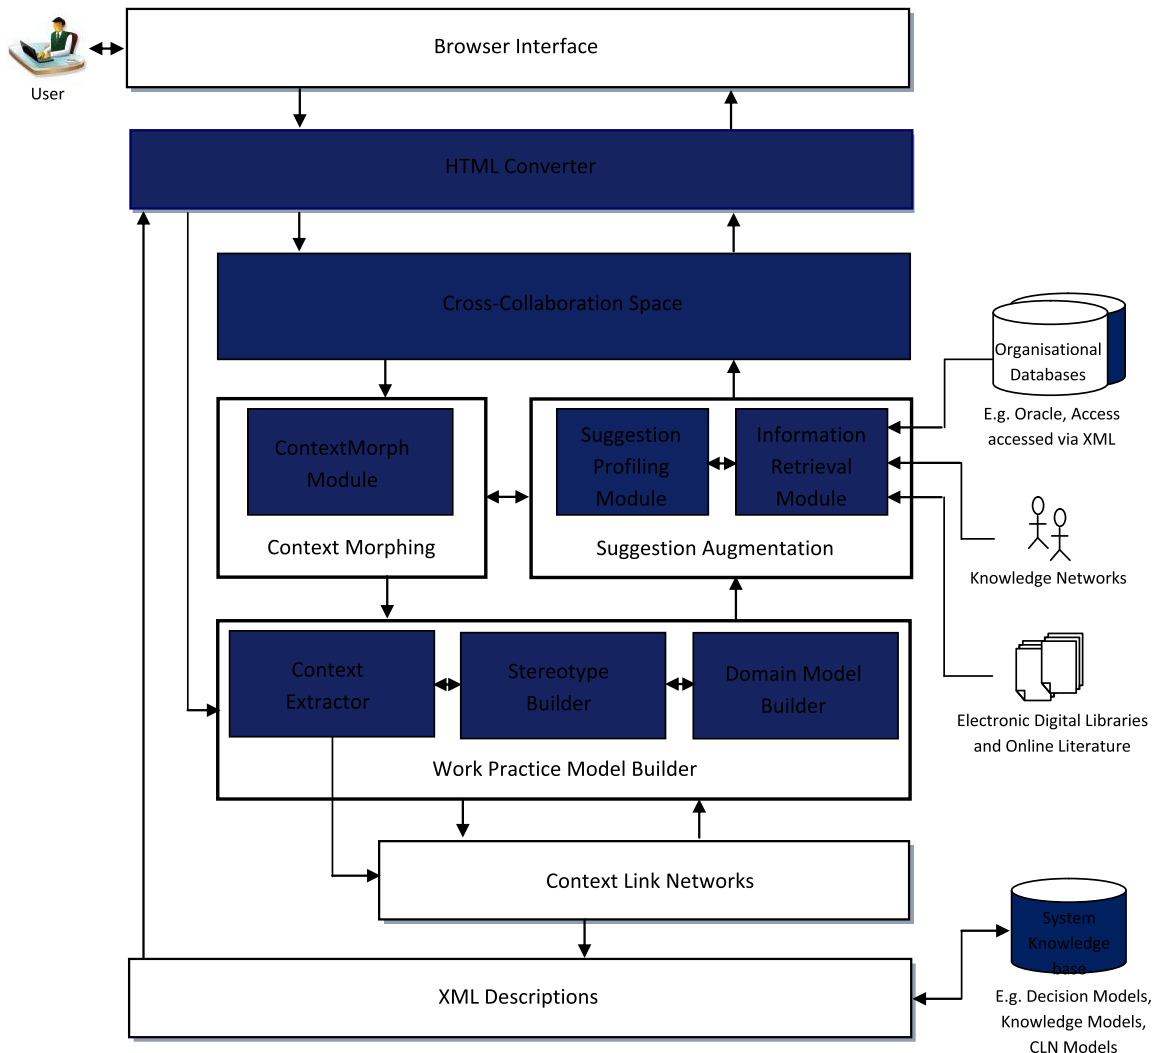 Browser Interface
User
HTML Converter
Cross-Collaboration Space
Organisational
Databases
E.g. Oracle, Access
accessed via XML
ContextMorph
Module
Context Morphing
Suggestion
Profiling
Module
Information
Retrieval
Module
Suggestion Augmentation
Knowledge Networks
Context
Extractor
Stereotype
Builder
Domain Model
Builder
Work Practice Model Builder
Electronic Digital Libraries
and Online Literature
Context Link Networks
System
Knowledge
base
XML Descriptions
E.g. Decision Models,
Knowledge Models,
CLN Models